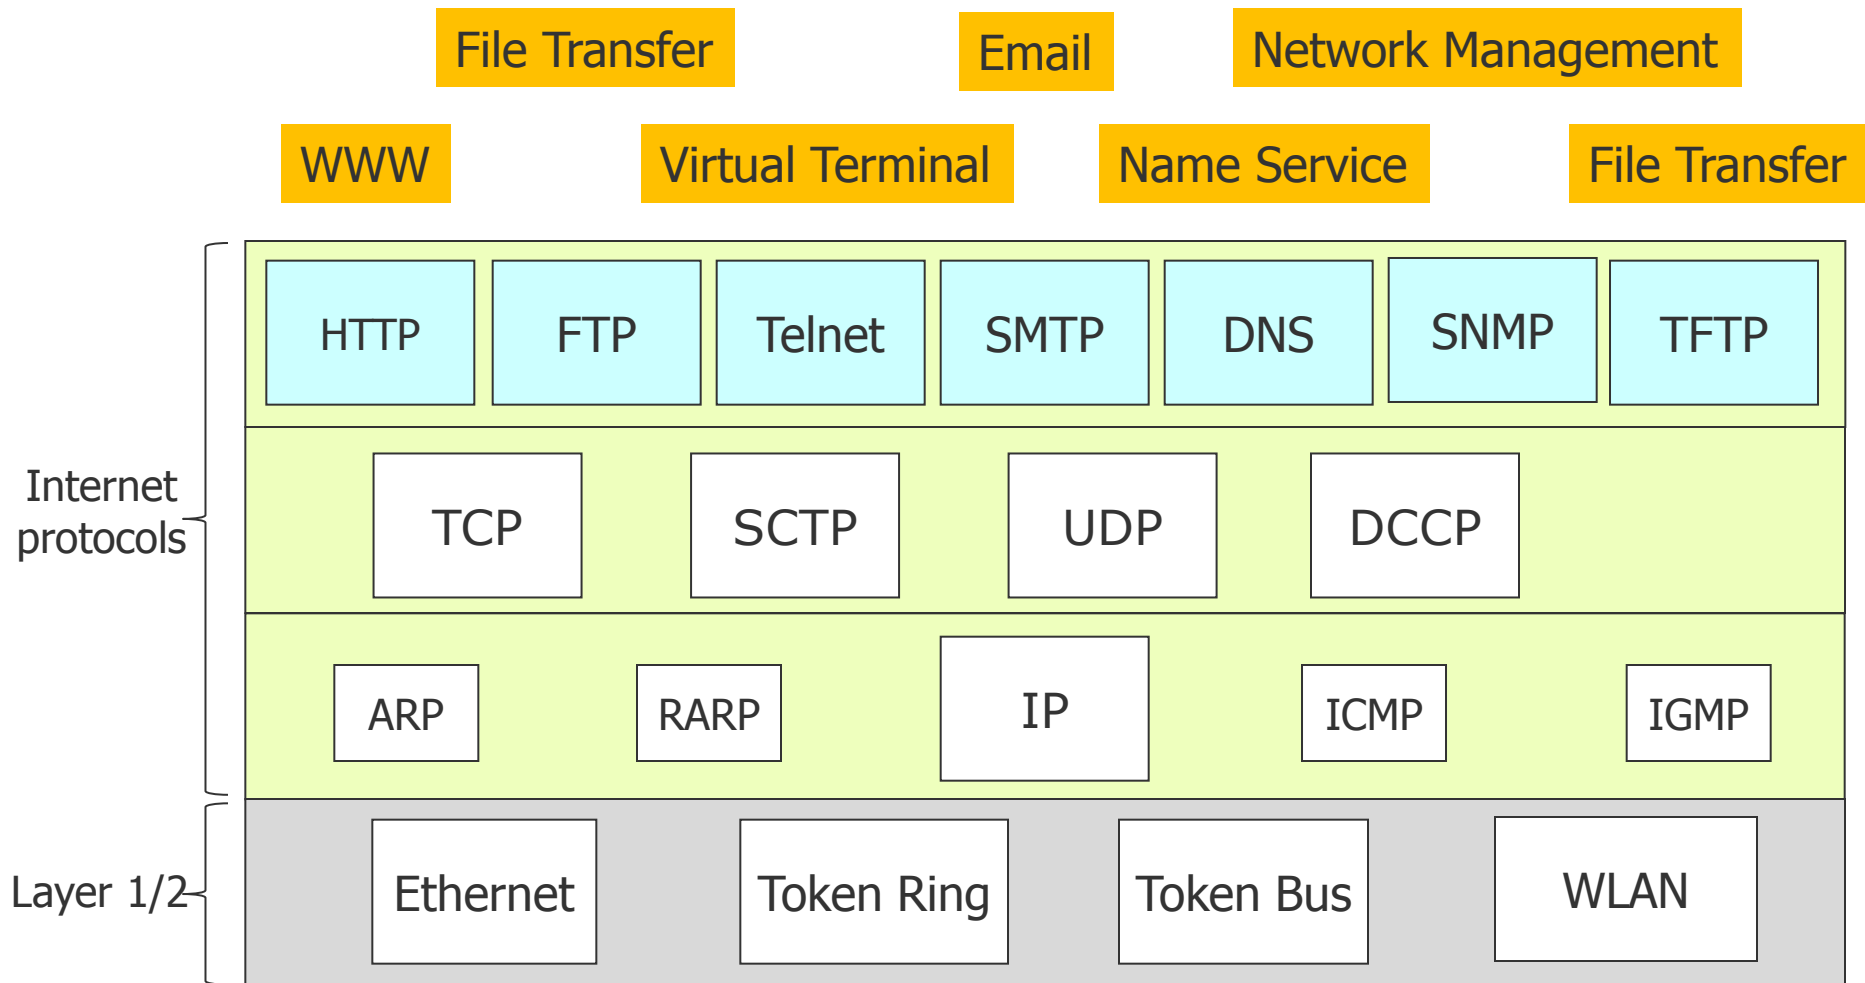 File Transfer
Email
Network Management
WWW
Virtual Terminal
Name Service
File Transfer
HTTP
FTP
Telnet
SMTP
DNS
SNMP
TFTP
Internet
protocols
TCP
SCTP
UDP
DCCP
ARP
RARP
IP
ICMP
IGMP
Layer 1/2
Ethernet
Token Ring
Token Bus
WLAN